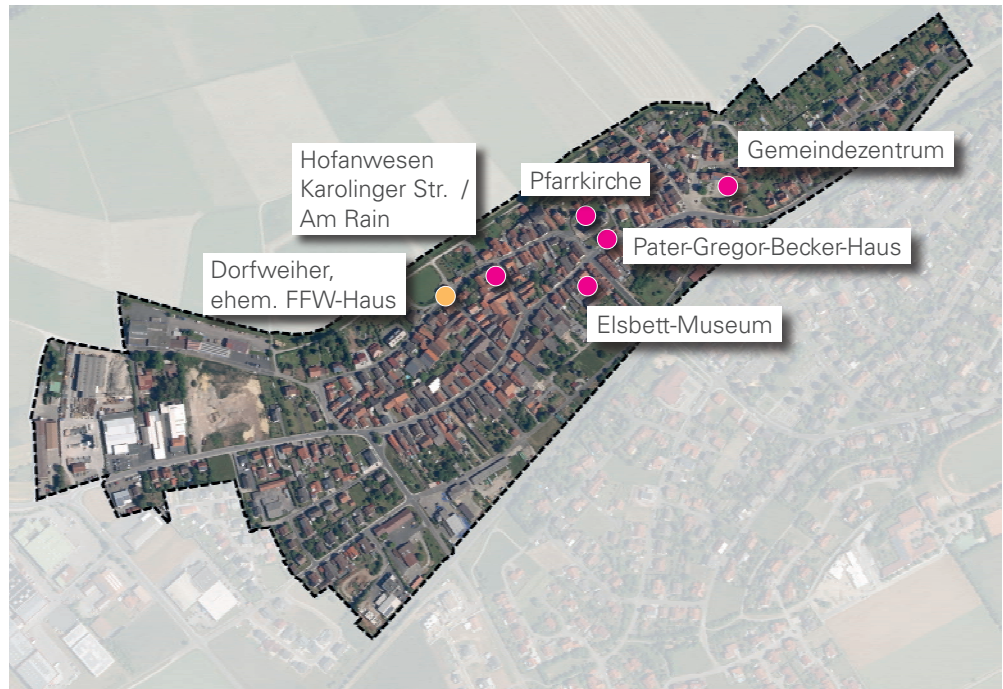 Hofanwesen
Karolinger Str. /
Am Rain
Pfarrkirche
Gemeindezentrum
Pater-Gregor-Becker-Haus
Dorfweiher,
ehem. FFW-Haus
Elsbett-Museum